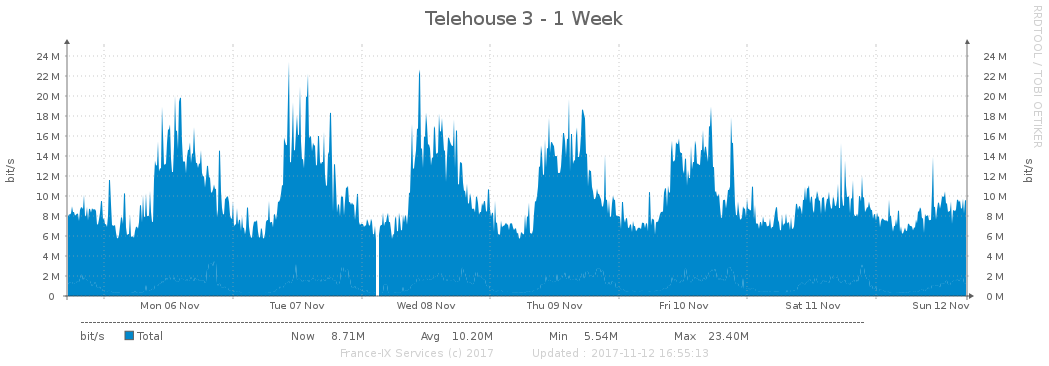 Telehouse 3 - 1 Week
RRDTOOL / TOBI OETIKER
bit/s
24 M 24 M
22 M 22 M
20 M 20 M
18 M 18 M
16 M 16 M
14 M 14 M
12 M 12 M
10 M 10 M
8 M 8 M
6 M 6 M
4 M 4 M
2 M 2 M
0 0 M
bit/s
Mon 06 Nov Tue 07 Nov Wed 08 Nov Thu 09 Nov Fri 10 Nov Sat 11 Nov Sun 12 Nov
bit/s Total Now 8.71M Avg 10.20M Min 5.54M Max 23.40M
France-IX Services (c) 2017 Updated : 2017-11-12 16:55:13